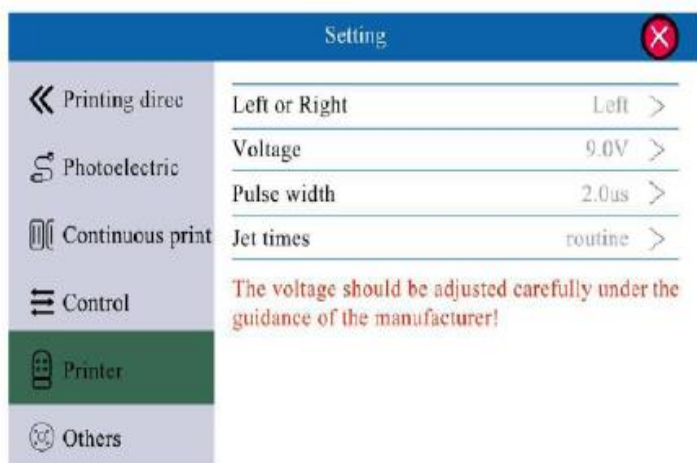 Setting
Printing direc
Photoelectric
Continuous print
Control
Printer
Others
Left or Right Left
Voltage 9.0V
Pulse width 2.0us
Jet times routine
The voltage should be adjusted carefully under the
guidance of the manufacturer!